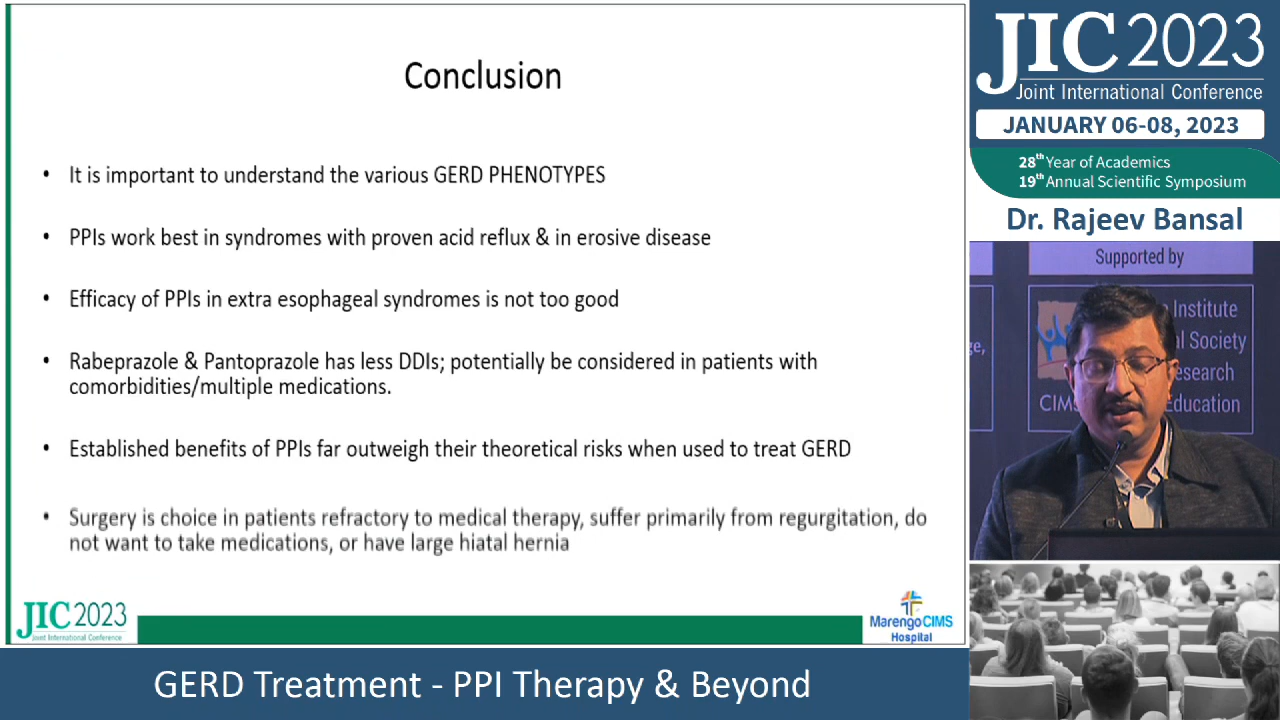 Conclusion
• It is important to understand the various GERD PHENOTYPES
• PPIs work best in syndromes with proven acid reflux & in erosive disease
• Efficacy of PPIs in extra esophageal syndromes is not too good
• Rabeprazole & Pantoprazole has less DDIs; potentially be considered in patients with
comorbidities/multiple medications.
• Established benefits of PPIs far outweigh their theoretical risks when used to treat GERD
• Surgery is choice in patients refractory to medical therapy, suffer primarily from regurgitation, do
not want to take medications, or have large hiatal hernia
JIC 2023
Joint International Conference
MarengoCIMS
Hospital
GERD Treatment - PPI Therapy & Beyond
JIC 2023
Joint International Conference
JANUARY 06-08, 2023
28th Year of Academics
19th Annual Scientific Symposium
Dr. Rajeev Bansal
Supported by
Institute
Society
CIMS
Education